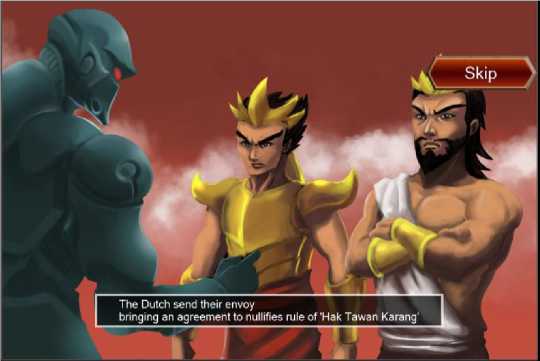 Skip
The Dutch send their envoy
bringing an agreement to nullifies rule of 'Hak Tawan Karang'